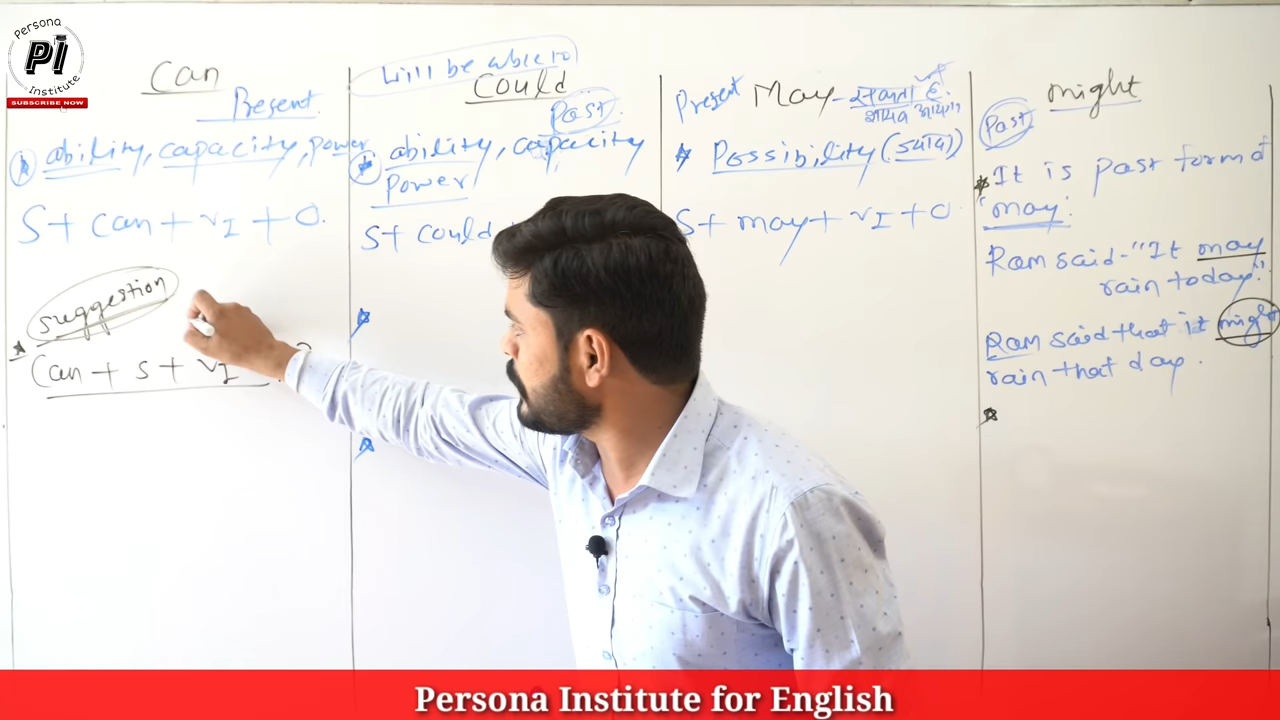 Persona
PI
Institute
SUBSCRIBE NOW
Can
Present
ability, capacity, power
S + can + V1 + O.
suggestion
Can + S + V1 ?
will be able to
Could
Past
ability, capacity
Power
S + could
Present
May - सकता है
शायद
Possibility
S + may + V1 + O
might
Past
It is past form of
"may".
Ram said - "It may
rain today."
Ram said that it might
rain that day.
Persona Institute for English